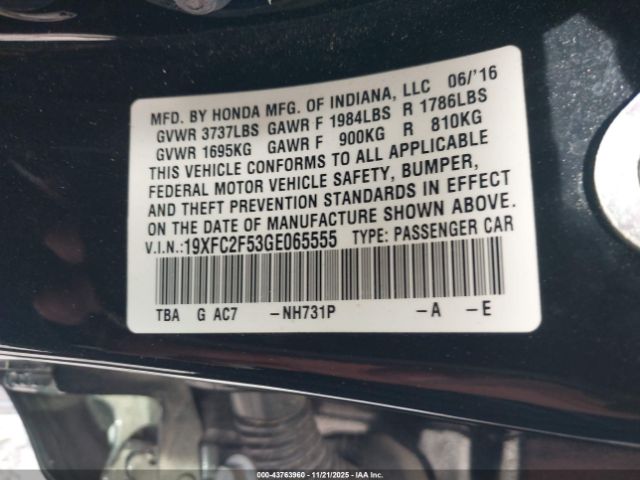 MFD. BY HONDA MFG. OF INDIANA, LLC 06/'16
GVWR 3737LBS GAWR F 1984LBS R 1786LBS
GVWR 1695KG GAWR F 900KG R 810KG
THIS VEHICLE CONFORMS TO ALL APPLICABLE
FEDERAL MOTOR VEHICLE SAFETY, BUMPER,
AND THEFT PREVENTION STANDARDS IN EFFECT
ON THE DATE OF MANUFACTURE SHOWN ABOVE.
V.I.N.:19XFC2F53GE065555 TYPE: PASSENGER CAR
TBA G AC7 -NH731P -A -E
000-43763960 - 11/21/2025 - IAA Inc.